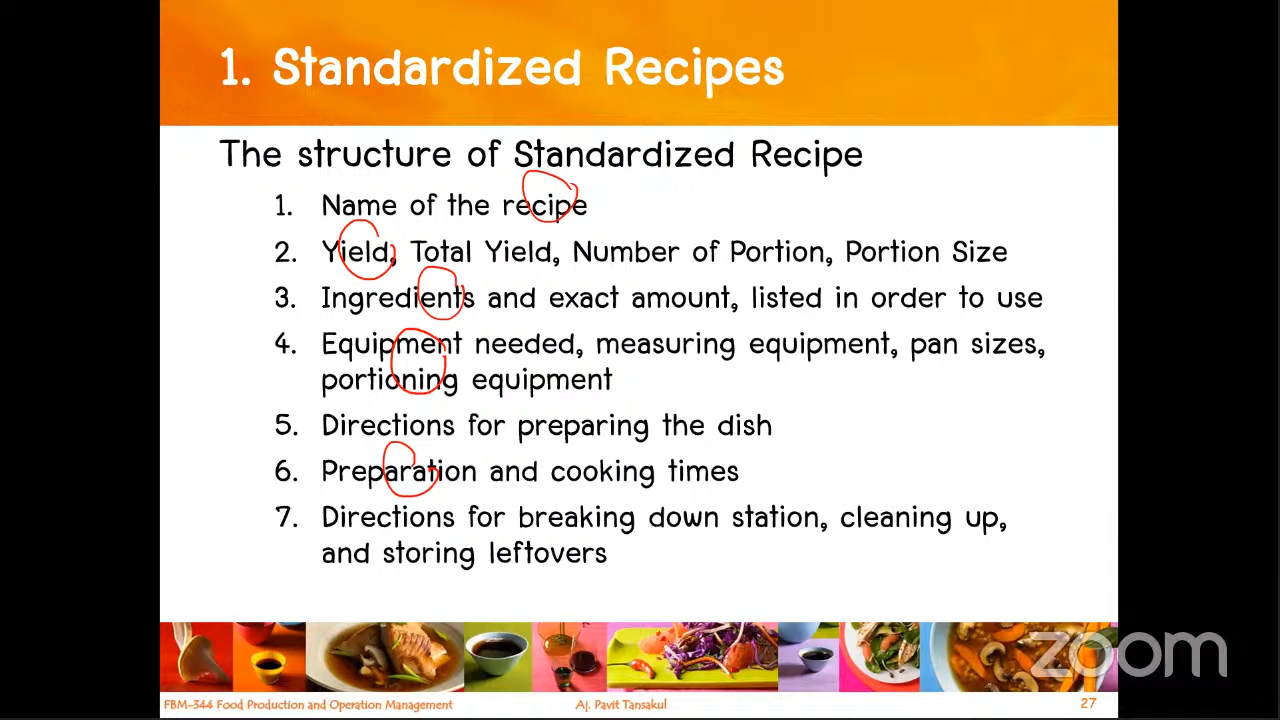 1. Standardized Recipes
The structure of Standardized Recipe
1. Name of the recipe
2. Yield, Total Yield, Number of Portion, Portion Size
3. Ingredients and exact amount, listed in order to use
4. Equipment needed, measuring equipment, pan sizes,
portioning equipment
5. Directions for preparing the dish
6. Preparation and cooking times
7. Directions for breaking down station, cleaning up,
and storing leftovers
zoom
FBM-344 Food Production and Operation Management
Aj. Pavit Tansakul
27